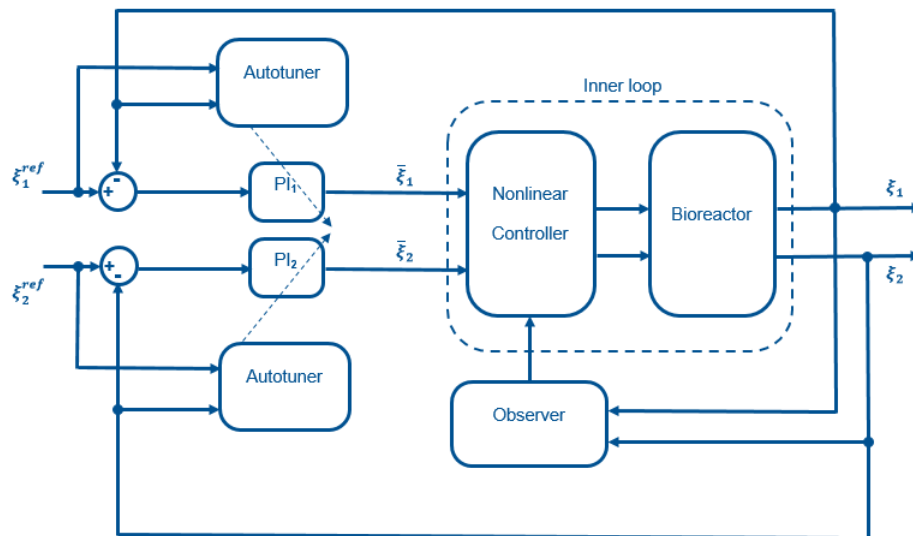 Autotuner
Inner loop
ξ₁ʳᵉᶠ
-
+
PI₁
ξ̄₁
Nonlinear
Controller
Bioreactor
ξ₁
ξ₂ʳᵉᶠ
+
-
PI₂
ξ̄₂
ξ₂
Autotuner
Observer